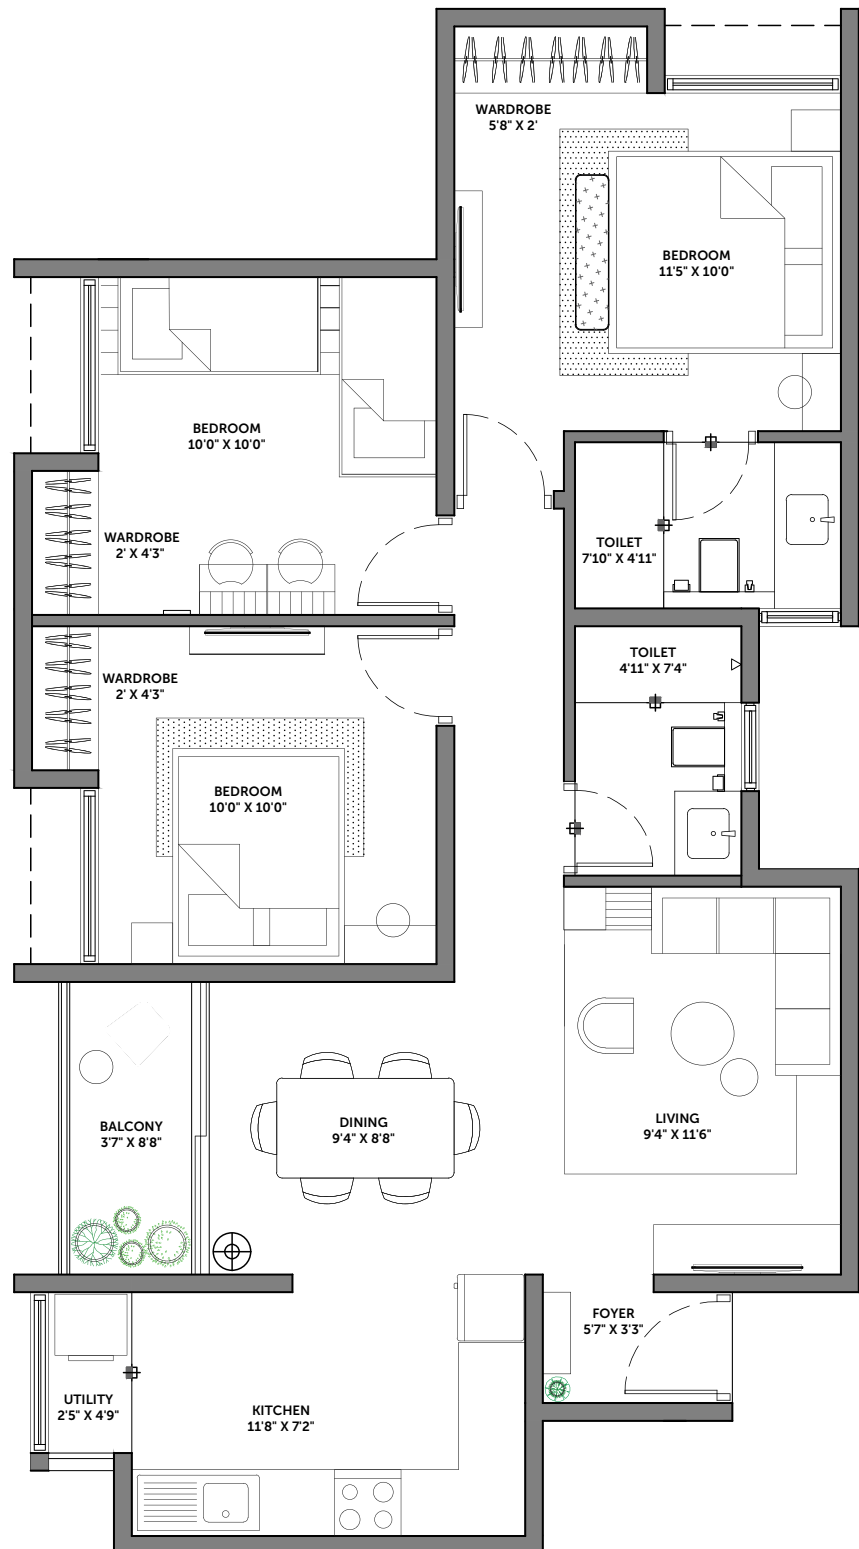 WARDROBE
5'8" X 2'
BEDROOM
11'5" X 10'0"
BEDROOM
10'0" X 10'0"
WARDROBE
2' X 4'3"
TOILET
7'10" X 4'11"
TOILET
4'11" X 7'4"
WARDROBE
2' X 4'3"
BEDROOM
10'0" X 10'0"
BALCONY
3'7" X 8'8"
DINING
9'4" X 8'8"
LIVING
9'4" X 11'6"
FOYER
5'7" X 3'3"
UTILITY
2'5" X 4'9"
KITCHEN
11'8" X 7'2"